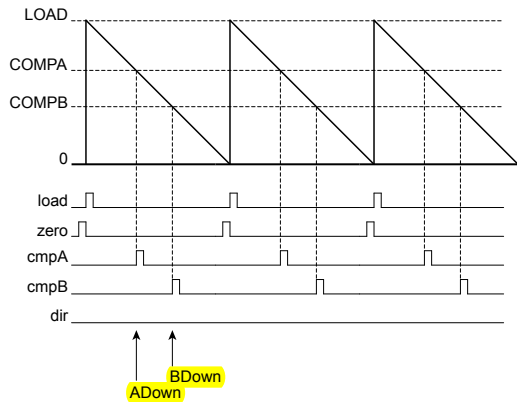 LOAD
COMPA
COMPB
0
load
zero
cmpA
cmpB
dir
BDown
ADown